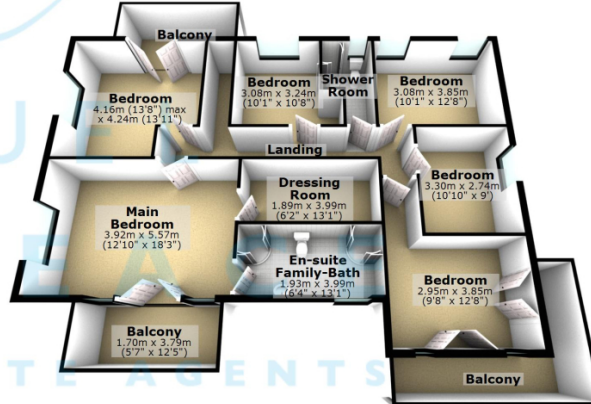 Balcony
Bedroom
4.16m (13'8") max
x 4.24m (13'11")
Bedroom
3.08m x 3.24m
(10'1" x 10'8")
Shower
Room
Bedroom
3.08m x 3.85m
(10'1" x 12'8")
Landing
Main
Bedroom
3.92m x 5.57m
(12'10" x 18'3")
Dressing
Room
1.89m x 3.99m
(6'2" x 13'1")
Bedroom
3.30m x 2.74m
(10'10" x 9')
En-suite
Family-Bath
1.93m x 3.99m
(6'4" x 13'1")
Bedroom
2.95m x 3.85m
(9'8" x 12'8")
Balcony
1.70m x 3.79m
(5'7" x 12'5")
Balcony
TE AGENTS